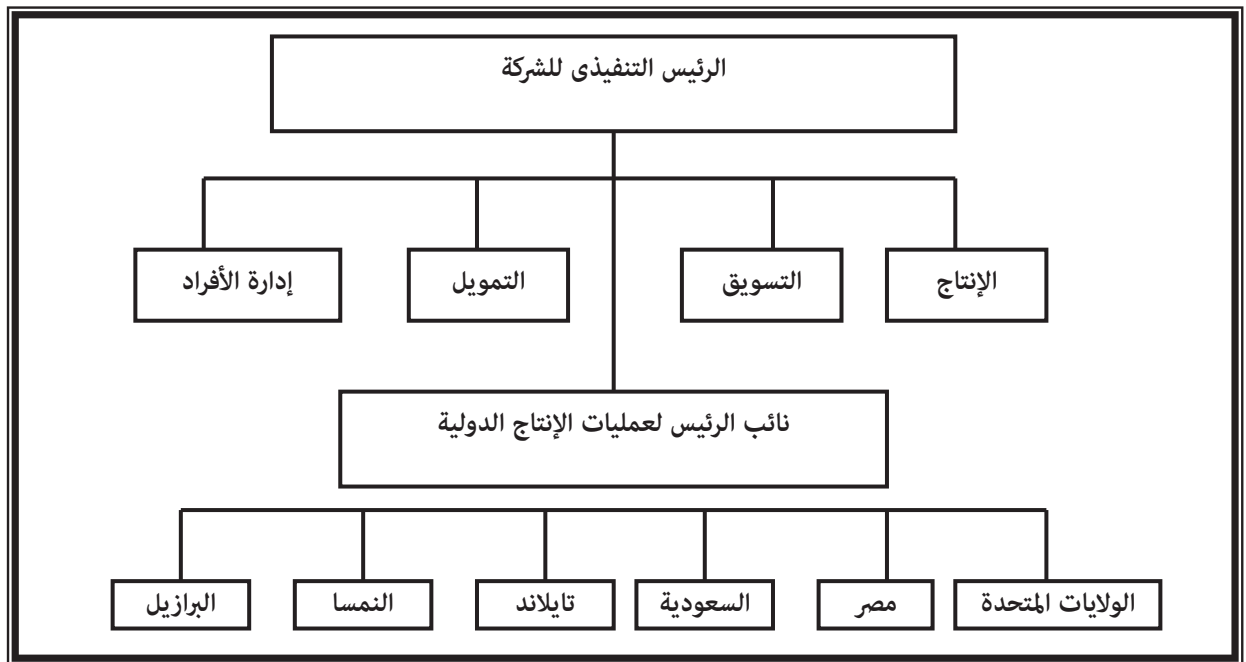 الرئيس التنفيذى للشركة
الإنتاج
التسويق
التمويل
إدارة الأفراد
نائب الرئيس لعمليات الإنتاج الدولية
الولايات المتحدة
مصر
السعودية
تايلاند
النمسا
البرازيل